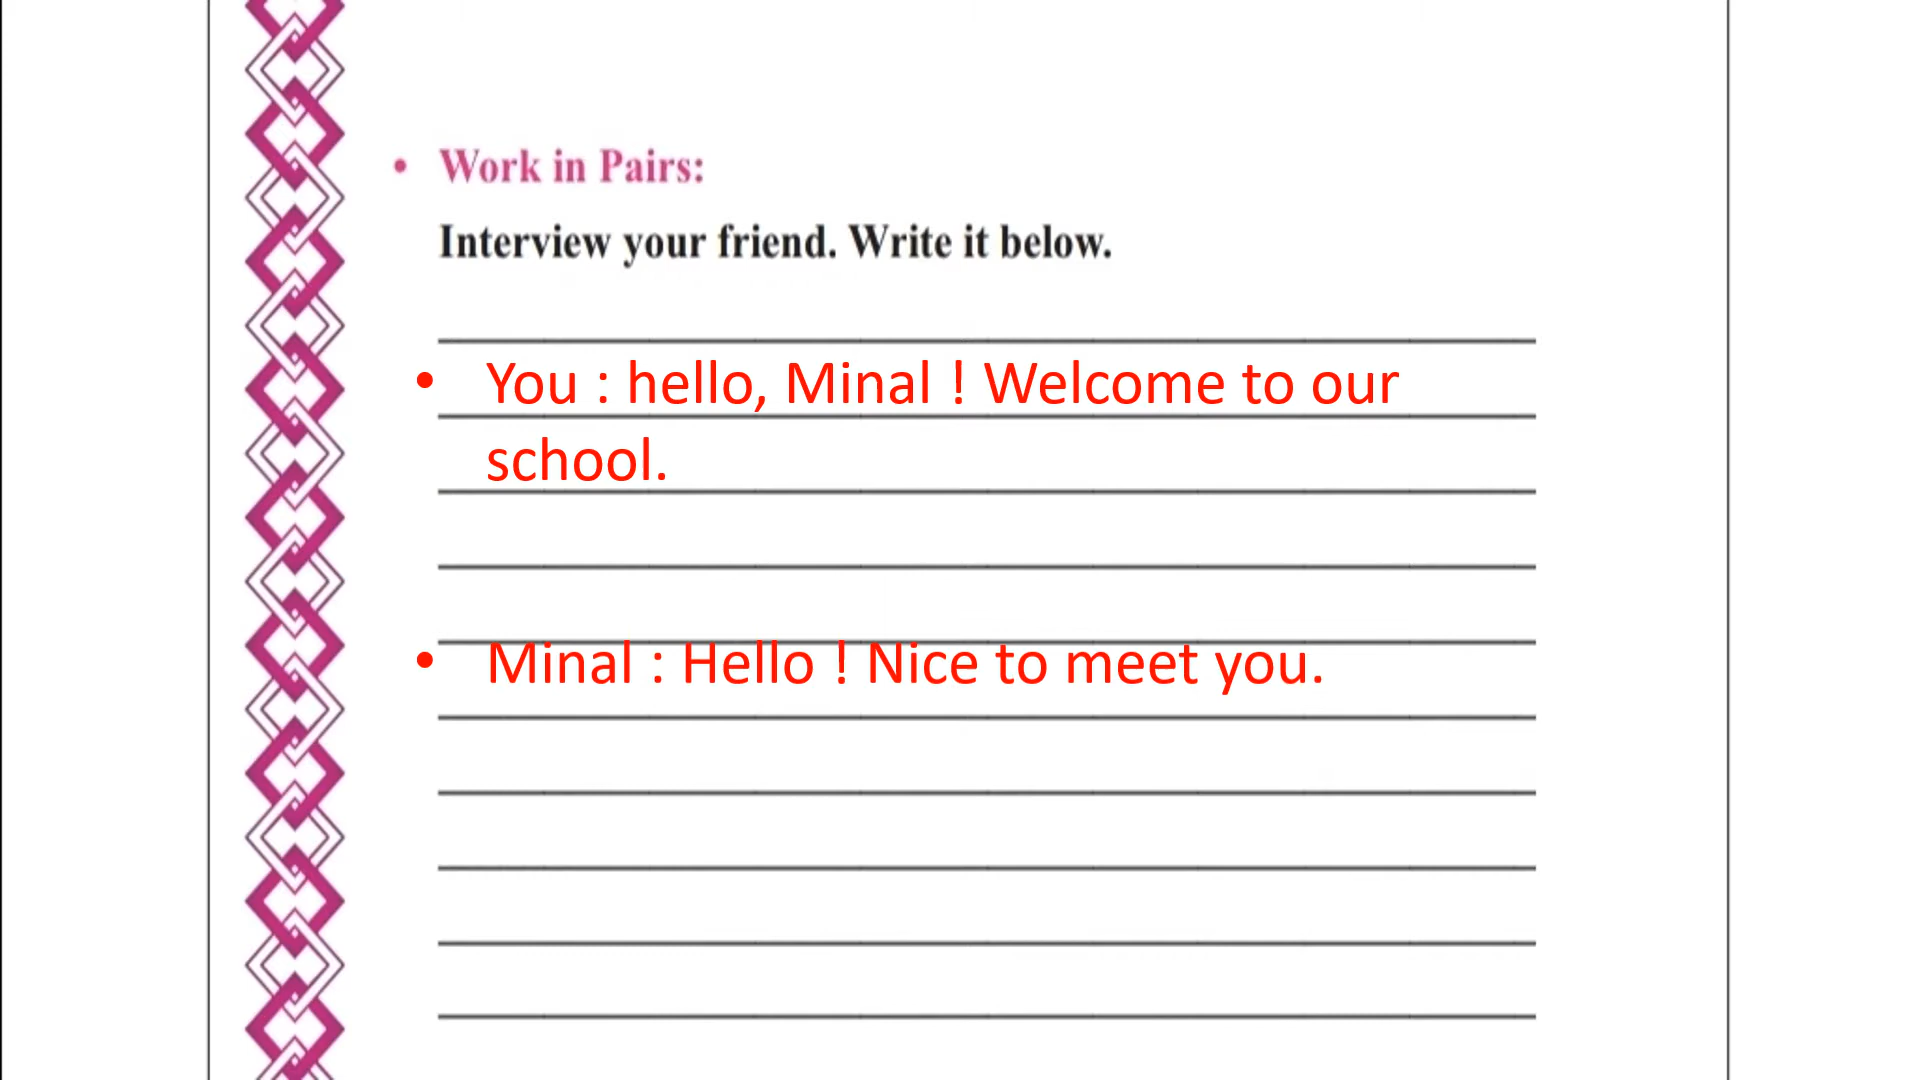 • Work in Pairs:
Interview your friend. Write it below.
• You : hello, Minal ! Welcome to our
school.
• Minal : Hello ! Nice to meet you.